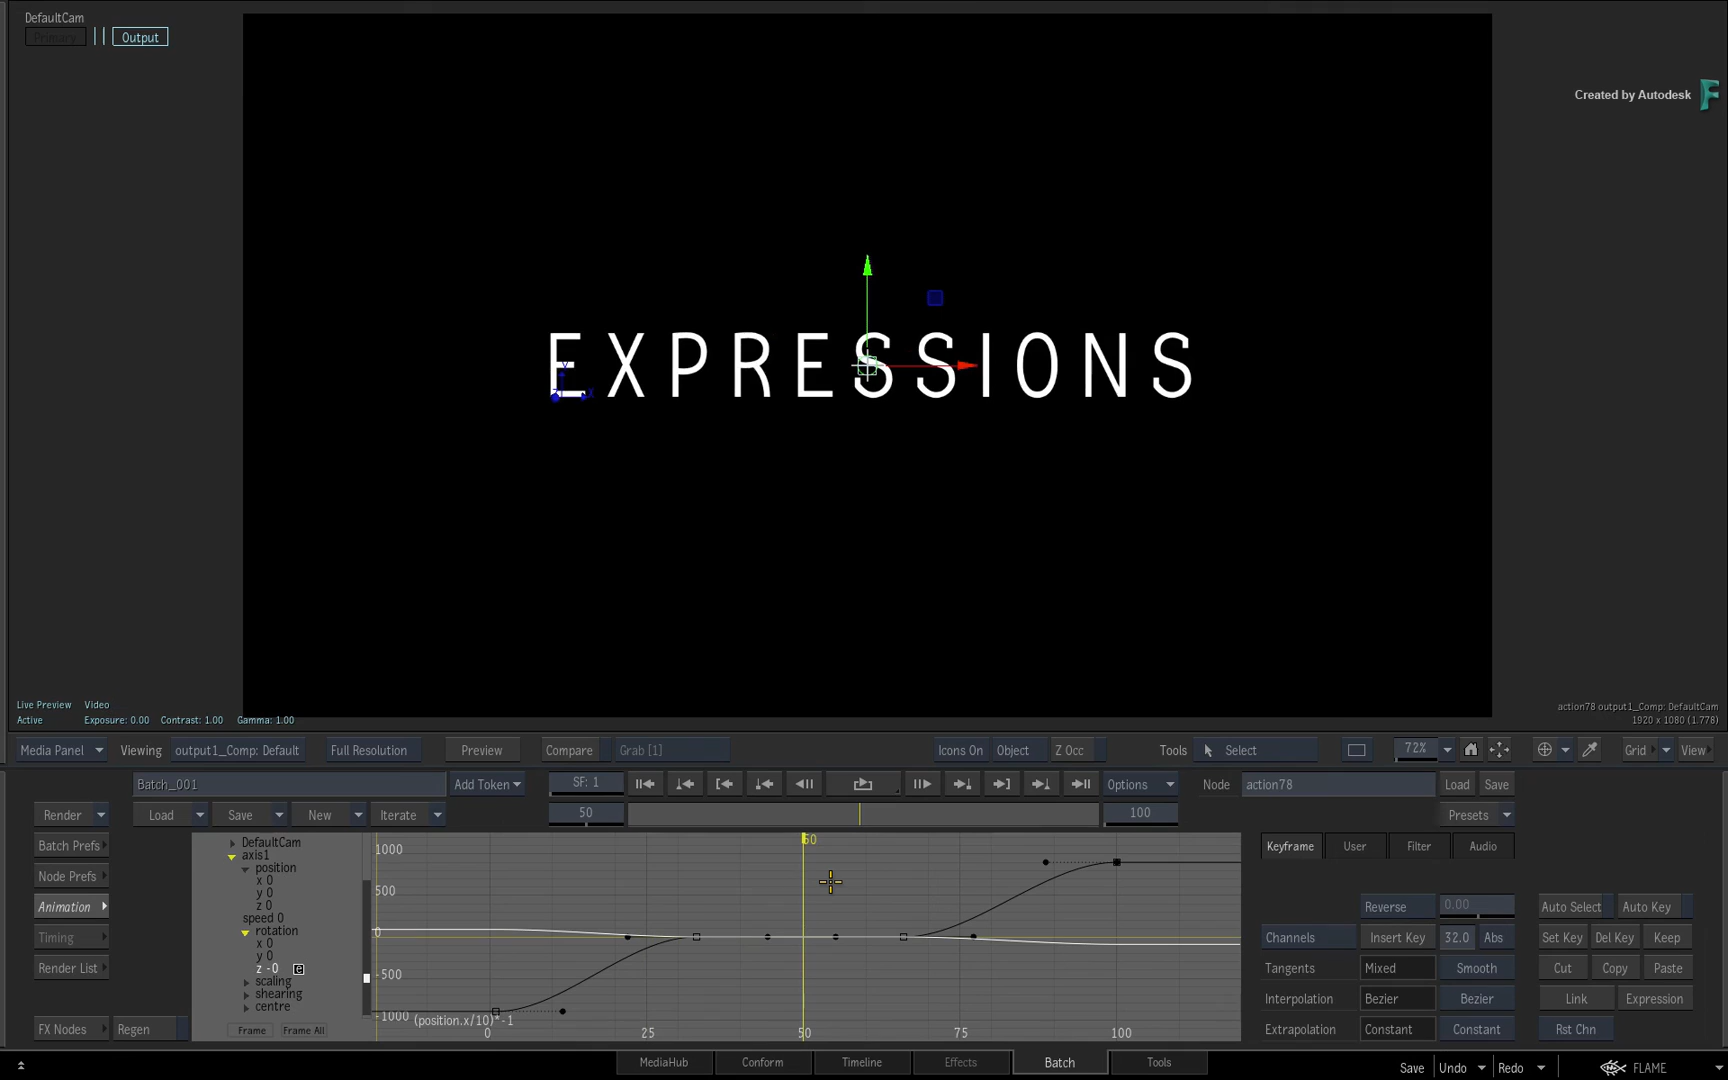 DefaultCam
Primary Output
Created by Autodesk
EXPRESSIONS
Y
X
Live Preview Video
Active Exposure: 0.00 Contrast: 1.00 Gamma: 1.00
action78 output1_Comp: DefaultCam
1920 x 1080 (1.778)
Media Panel Viewing output1_Comp: Default Full Resolution Preview Compare Grab [1] Icons On Object Z Occ Tools Select 72% Grid View
Batch_001 Add Token SF: 1 Options Node action78 Load Save
Render Load Save New Iterate 50 100 Presets
Batch Prefs
Node Prefs
Animation
Timing
Render List
FX Nodes Regen
DefaultCam
axis1
position
x 0
y 0
z 0
speed 0
rotation
x 0
y 0
z -0 e
scaling
shearing
centre
Frame Frame All
1000
500
0
-500
-1000
(position.x/10)*-1
50
0 25 50 75 100
Keyframe User Filter Audio
Reverse 0.00 Auto Select Auto Key
Channels Insert Key 32.0 Abs Set Key Del Key Keep
Tangents Mixed Smooth Cut Copy Paste
Interpolation Bezier Bezier Link Expression
Extrapolation Constant Constant Rst Chn
MediaHub Conform Timeline Effects Batch Tools
Save Undo Redo FLAME